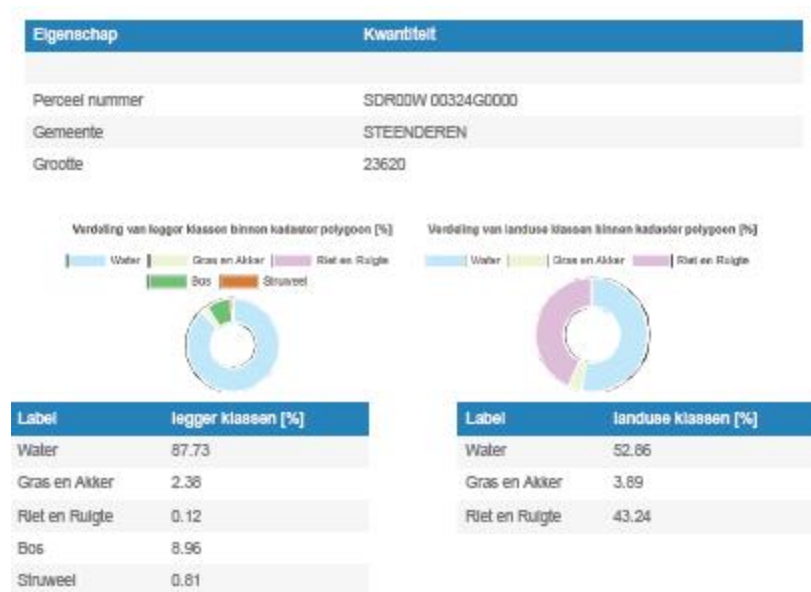 Eigenschap Kwantiteit
Perceel nummer SDR00W 00324G0000
Gemeente STEENDEREN
Grootte 23620
Verdeling van legger klassen binnen kadaster polygoon [%]
Water Gras en Akker Riet en Ruigte
Bos Struweel
Verdeling van landuse klassen binnen kadaster polygoon [%]
Water Gras en Akker Riet en Ruigte
Label legger klassen [%]
Water 87.73
Gras en Akker 2.38
Riet en Ruigte 0.12
Bos 8.96
Struweel 0.81
Label landuse klassen [%]
Water 52.86
Gras en Akker 3.89
Riet en Ruigte 43.24